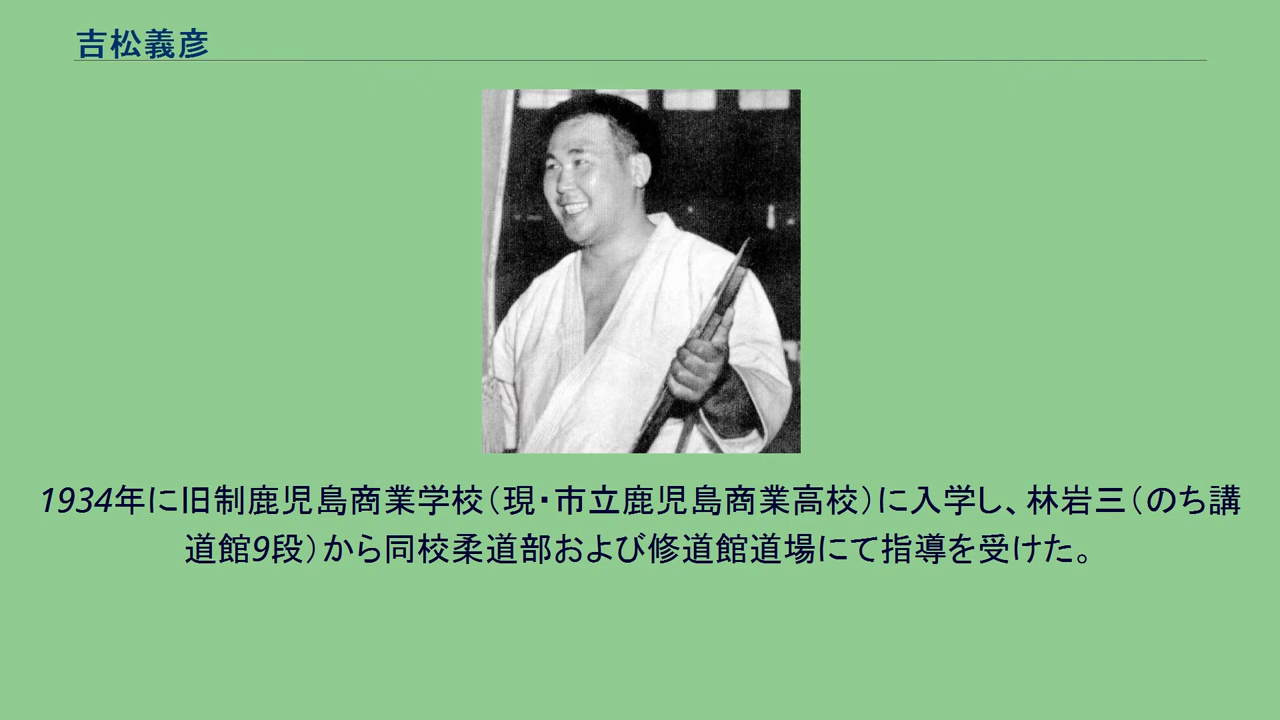 吉松義彦
1934年に旧制鹿児島商業学校（現・市立鹿児島商業高校）に入学し、林岩三（のち講
道館9段）から同校柔道部および修道館道場にて指導を受けた。